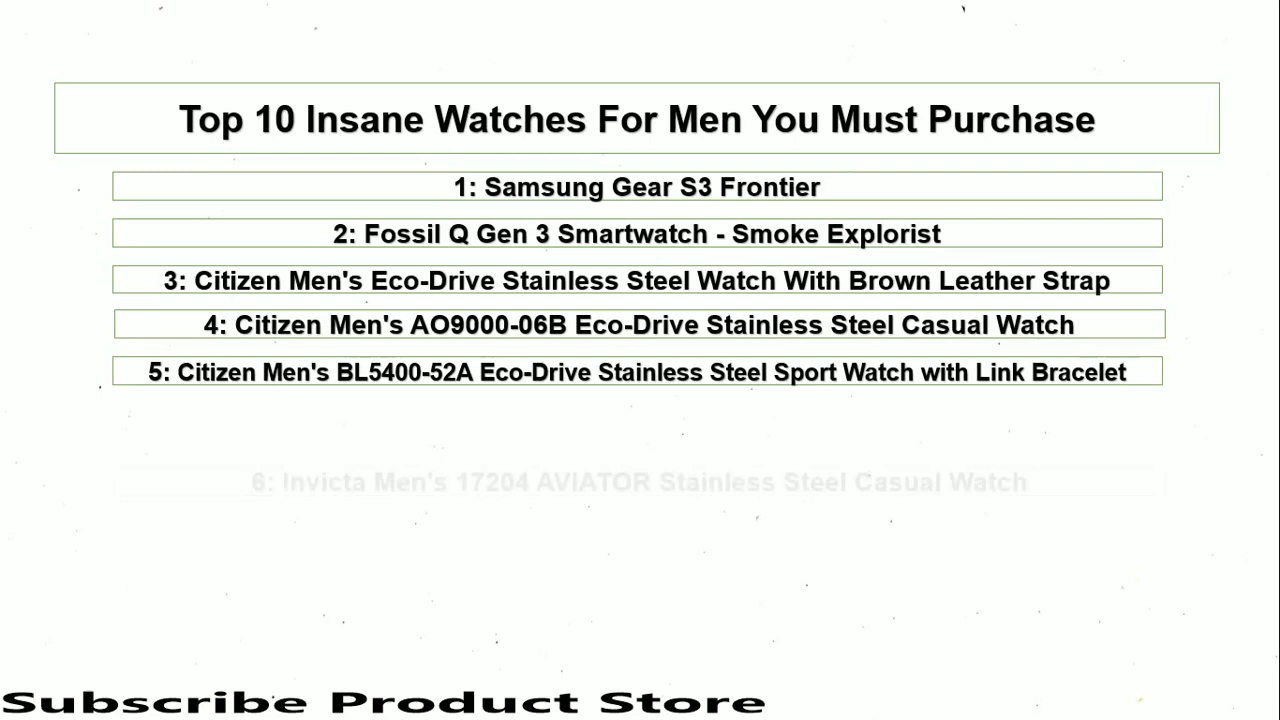 Top 10 Insane Watches For Men You Must Purchase
1: Samsung Gear S3 Frontier
2: Fossil Q Gen 3 Smartwatch - Smoke Explorist
3: Citizen Men's Eco-Drive Stainless Steel Watch With Brown Leather Strap
4: Citizen Men's AO9000-06B Eco-Drive Stainless Steel Casual Watch
5: Citizen Men's BL5400-52A Eco-Drive Stainless Steel Sport Watch with Link Bracelet
6: Invicta Men's 17204 AVIATOR Stainless Steel Casual Watch
Subscribe Product Store